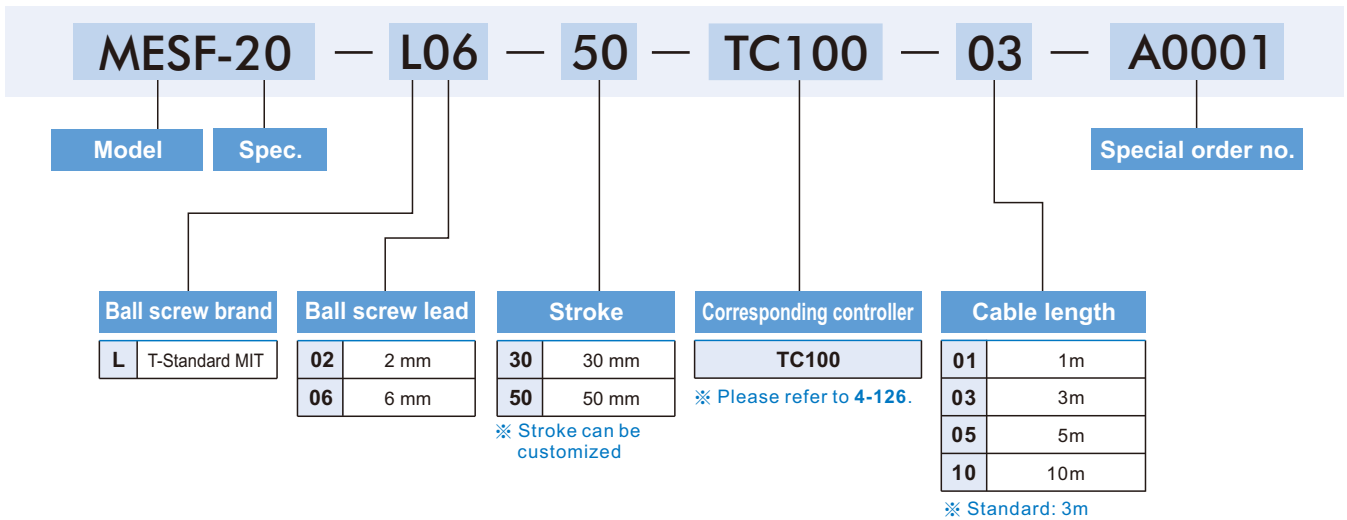 MESF-20 — L06 — 50 — TC100 — 03 — A0001
Model
Spec.
Special order no.
Ball screw brand
L T-Standard MIT
Ball screw lead
02 2 mm
06 6 mm
Stroke
30 30 mm
50 50 mm
※ Stroke can be
customized
Corresponding controller
TC100
※ Please refer to 4-126.
Cable length
01 1m
03 3m
05 5m
10 10m
※ Standard: 3m